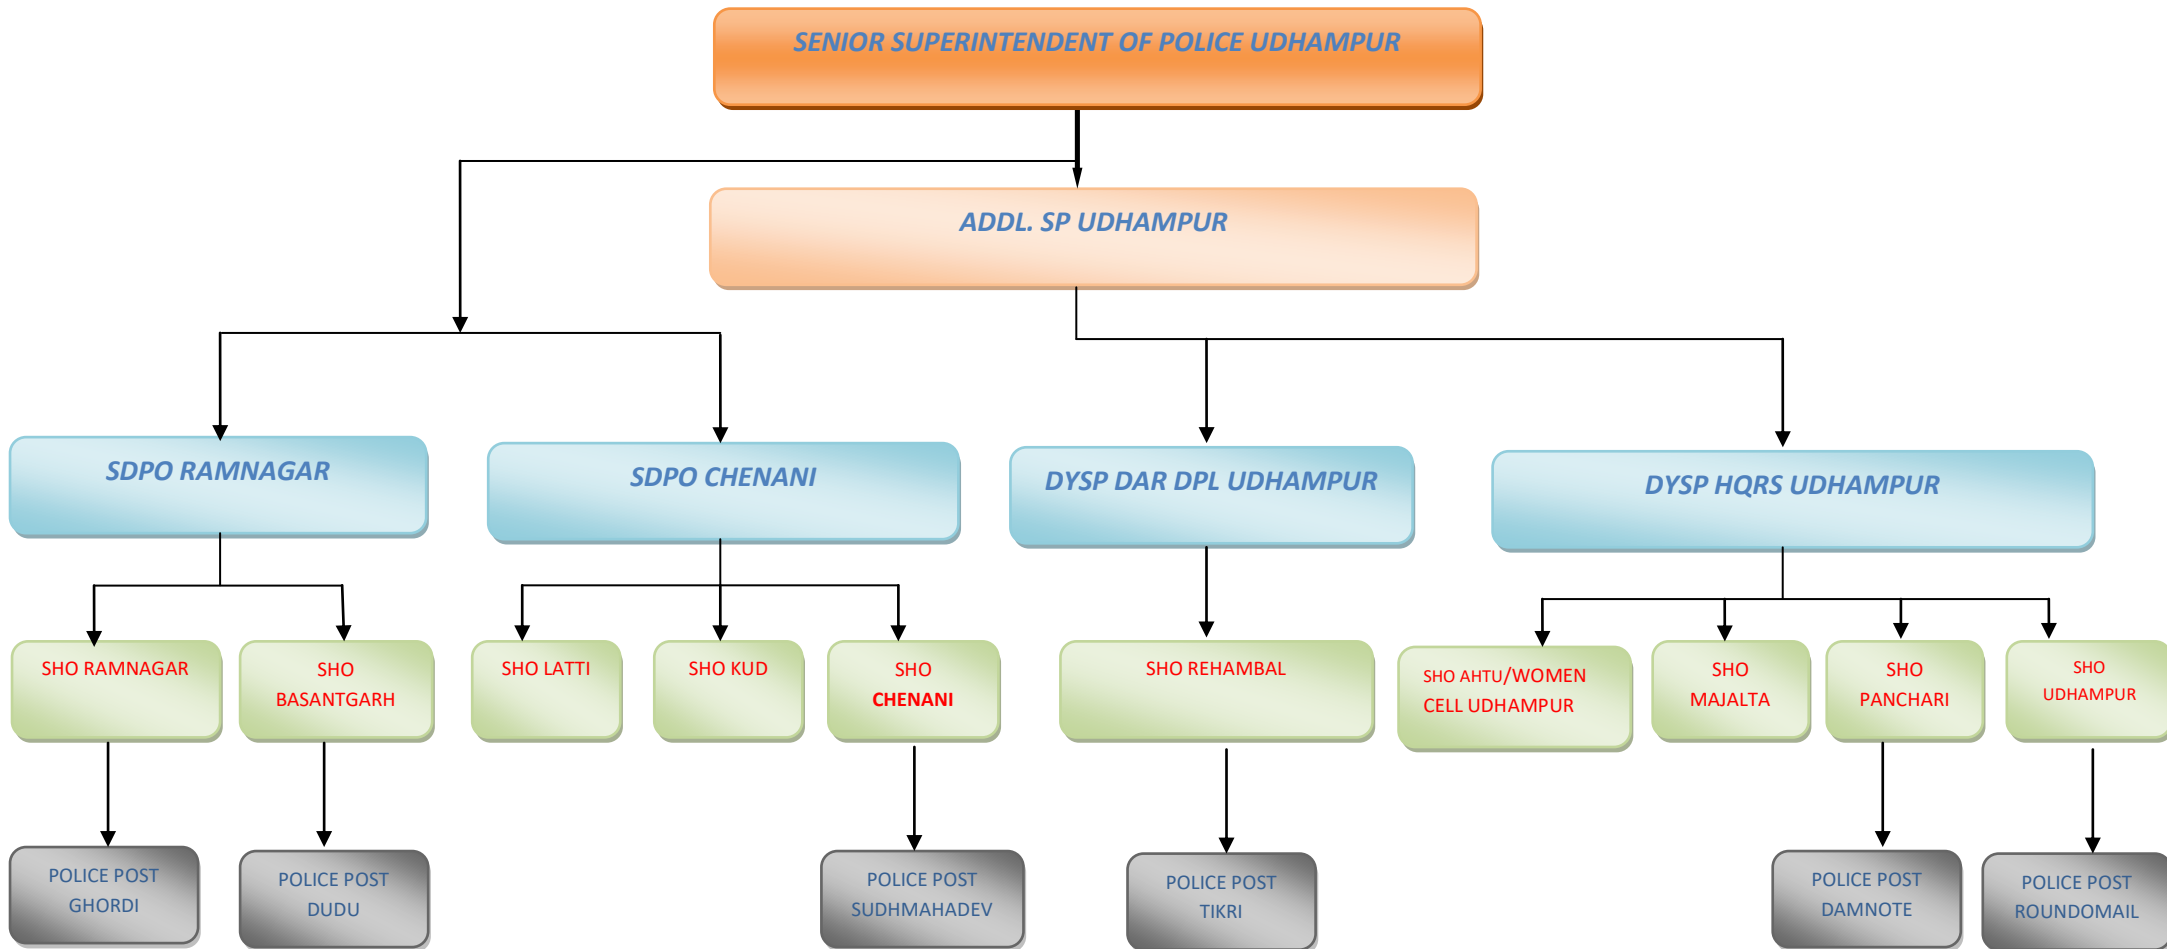 SENIOR SUPERINTENDENT OF POLICE UDHAMPUR
ADDL. SP UDHAMPUR
SDPO RAMNAGAR
SDPO CHENANI
DYSP DAR DPL UDHAMPUR
DYSP HQRS UDHAMPUR
SHO RAMNAGAR
SHO
BASANTGARH
SHO LATTI
SHO KUD
SHO
CHENANI
SHO REHAMBAL
SHO AHTU/WOMEN
CELL UDHAMPUR
SHO
MAJALTA
SHO
PANCHARI
SHO
UDHAMPUR
POLICE POST
GHORDI
POLICE POST
DUDU
POLICE POST
SUDHMAHADEV
POLICE POST
TIKRI
POLICE POST
DAMNOTE
POLICE POST
ROUNDOMAIL